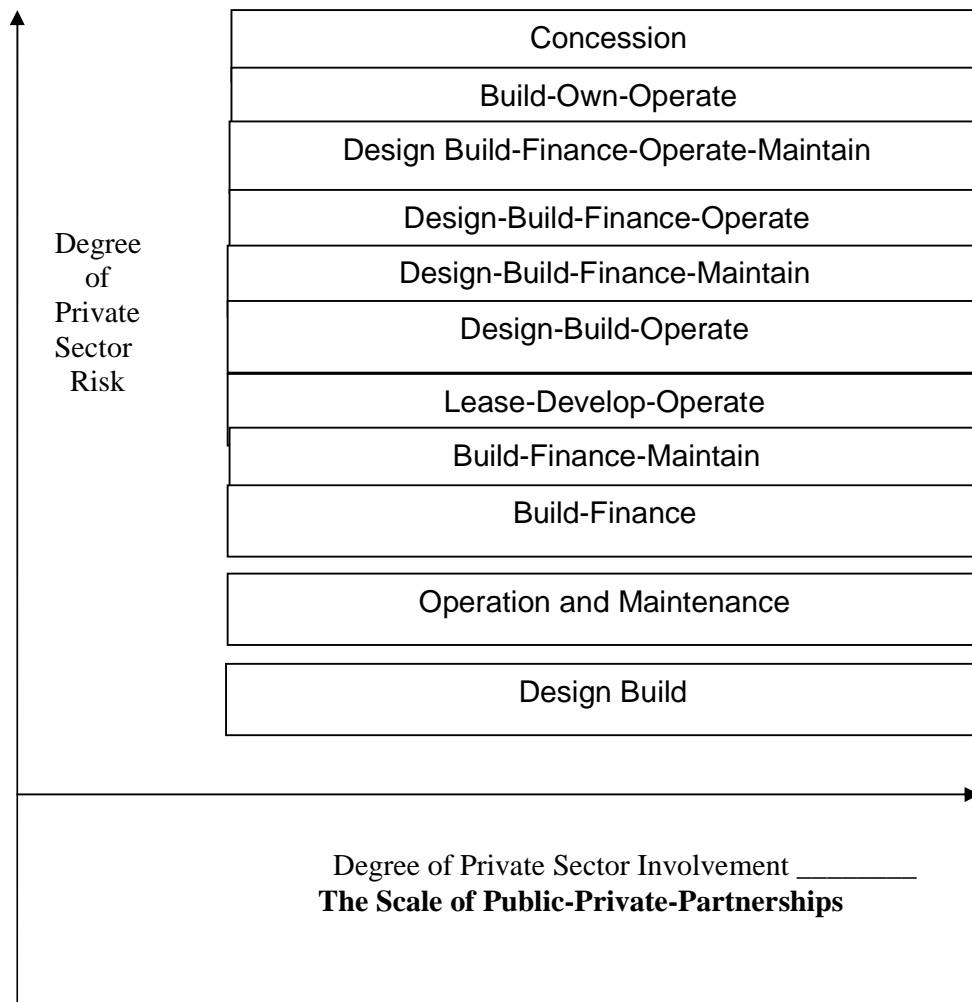 Concession
Build-Own-Operate
Design Build-Finance-Operate-Maintain
Design-Build-Finance-Operate
Design-Build-Finance-Maintain
Design-Build-Operate
Lease-Develop-Operate
Build-Finance-Maintain
Build-Finance
Operation and Maintenance
Design Build
Degree
of
Private
Sector
Risk
Degree of Private Sector Involvement ________
The Scale of Public-Private-Partnerships